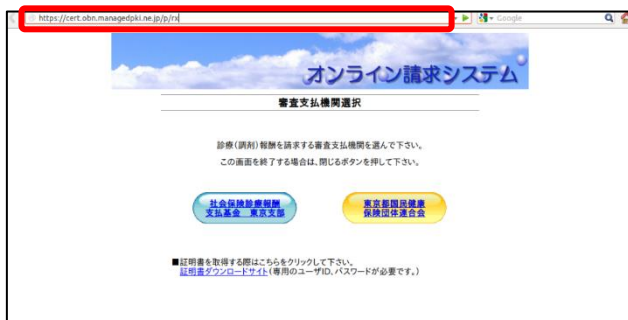 https://cert.obn.managedpki.ne.jp/p/rx
Google
オンライン請求システム
審査支払機関選択
診療(調剤)報酬を請求する審査支払機関を選んで下さい。
この画面を終了する場合は、閉じるボタンを押して下さい。
社会保険診療報酬
支払基金 東京支部
東京都国民健康
保険団体連合会
■証明書を取得する際はこちらをクリックして下さい。
証明書ダウンロードサイト(専用のユーザID、パスワードが必要です。)